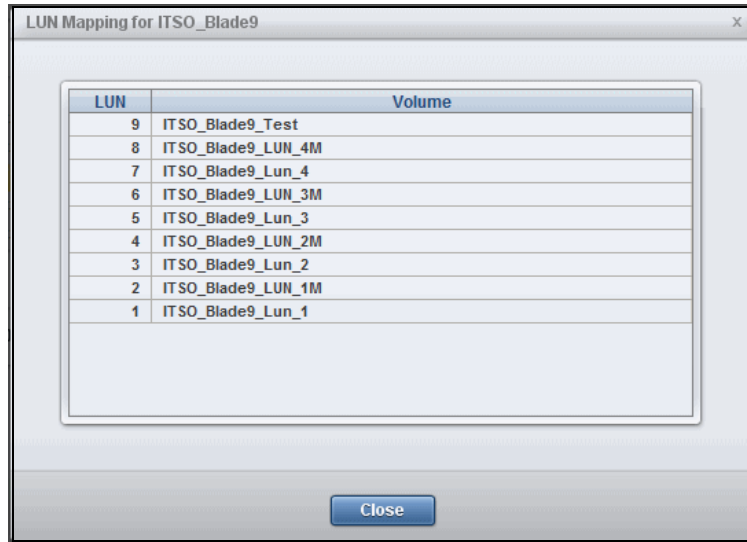 LUN Mapping for ITSO_Blade9 x
LUN Volume
9 ITSO_Blade9_Test
8 ITSO_Blade9_LUN_4M
7 ITSO_Blade9_Lun_4
6 ITSO_Blade9_LUN_3M
5 ITSO_Blade9_Lun_3
4 ITSO_Blade9_LUN_2M
3 ITSO_Blade9_Lun_2
2 ITSO_Blade9_LUN_1M
1 ITSO_Blade9_Lun_1
Close